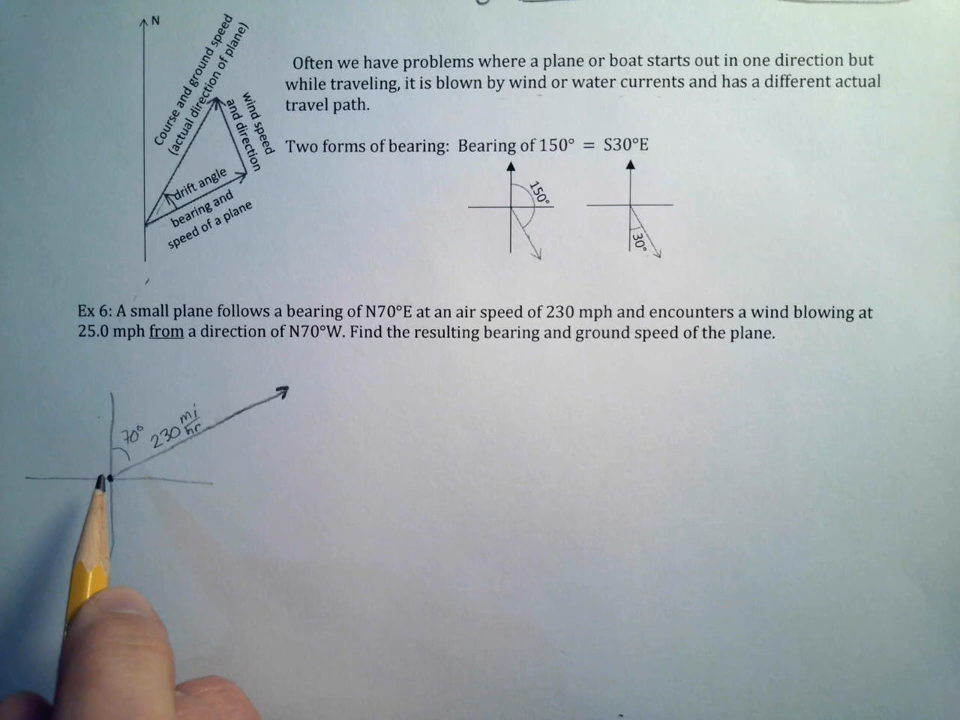 N
Course and ground speed
(actual direction of plane)
wind speed
and direction
drift angle
bearing and
speed of a plane
Often we have problems where a plane or boat starts out in one direction but
while traveling, it is blown by wind or water currents and has a different actual
travel path.
Two forms of bearing: Bearing of 150° = S30°E
150°
30°
Ex 6: A small plane follows a bearing of N70°E at an air speed of 230 mph and encounters a wind blowing at
25.0 mph from a direction of N70°W. Find the resulting bearing and ground speed of the plane.
70°
230 mi/hr